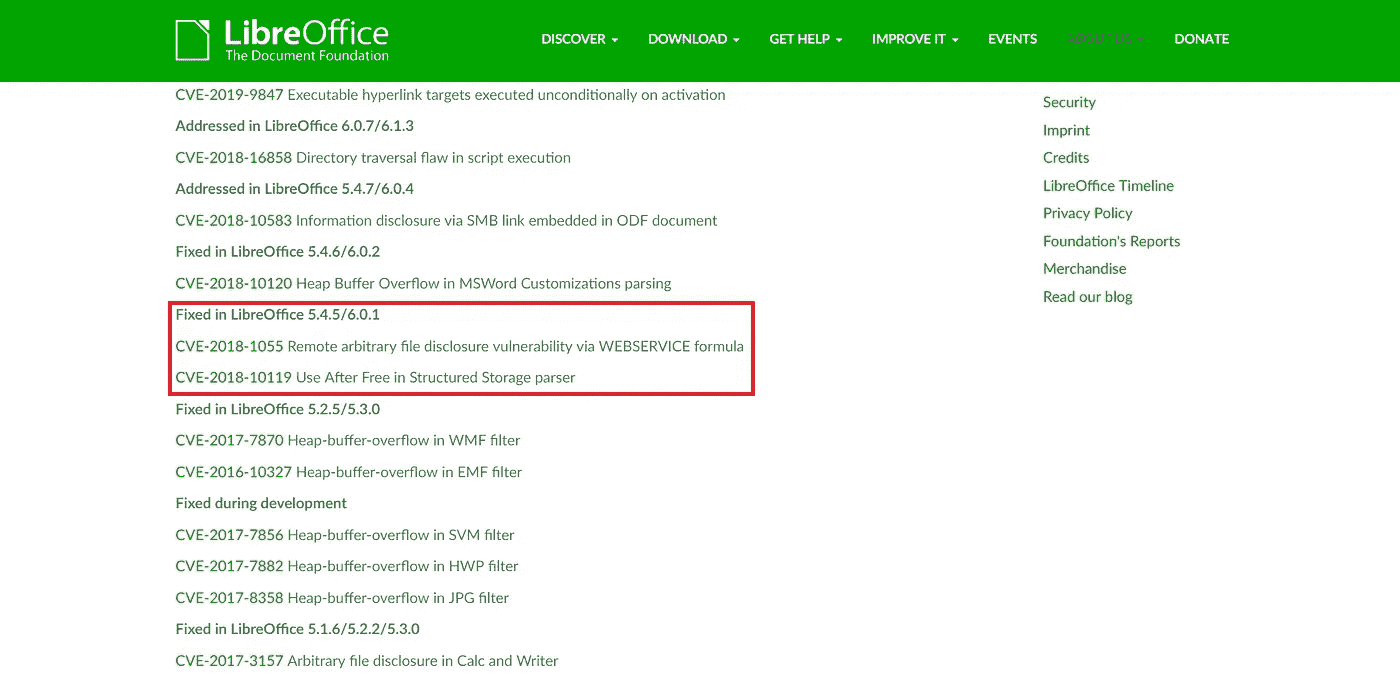 LibreOffice
The Document Foundation
DISCOVER
DOWNLOAD
GET HELP
IMPROVE IT
EVENTS
ABOUT US
DONATE
CVE-2019-9847 Executable hyperlink targets executed unconditionally on activation
Addressed in LibreOffice 6.0.7/6.1.3
CVE-2018-16858 Directory traversal flaw in script execution
Addressed in LibreOffice 5.4.7/6.0.4
CVE-2018-10583 Information disclosure via SMB link embedded in ODF document
Fixed in LibreOffice 5.4.6/6.0.2
CVE-2018-10120 Heap Buffer Overflow in MSWord Customizations parsing
Fixed in LibreOffice 5.4.5/6.0.1
CVE-2018-1055 Remote arbitrary file disclosure vulnerability via WEBSERVICE formula
CVE-2018-10119 Use After Free in Structured Storage parser
Fixed in LibreOffice 5.2.5/5.3.0
CVE-2017-7870 Heap-buffer-overflow in WMF filter
CVE-2016-10327 Heap-buffer-overflow in EMF filter
Fixed during development
CVE-2017-7856 Heap-buffer-overflow in SVM filter
CVE-2017-7882 Heap-buffer-overflow in HWP filter
CVE-2017-8358 Heap-buffer-overflow in JPG filter
Fixed in LibreOffice 5.1.6/5.2.2/5.3.0
CVE-2017-3157 Arbitrary file disclosure in Calc and Writer
Security
Imprint
Credits
LibreOffice Timeline
Privacy Policy
Foundation's Reports
Merchandise
Read our blog